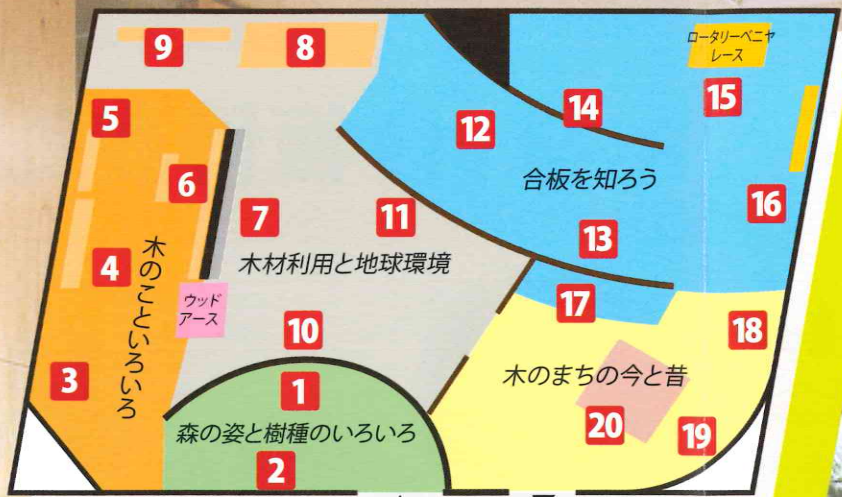 9
8
ロータリーベニヤ
レース
5
14
15
12
合板を知ろう
6
16
7
11
13
4
木のこといろいろ
木材利用と地球環境
ウッド
アース
17
10
18
3
1
木のまちの今と昔
森の姿と樹種のいろいろ
20
19
2